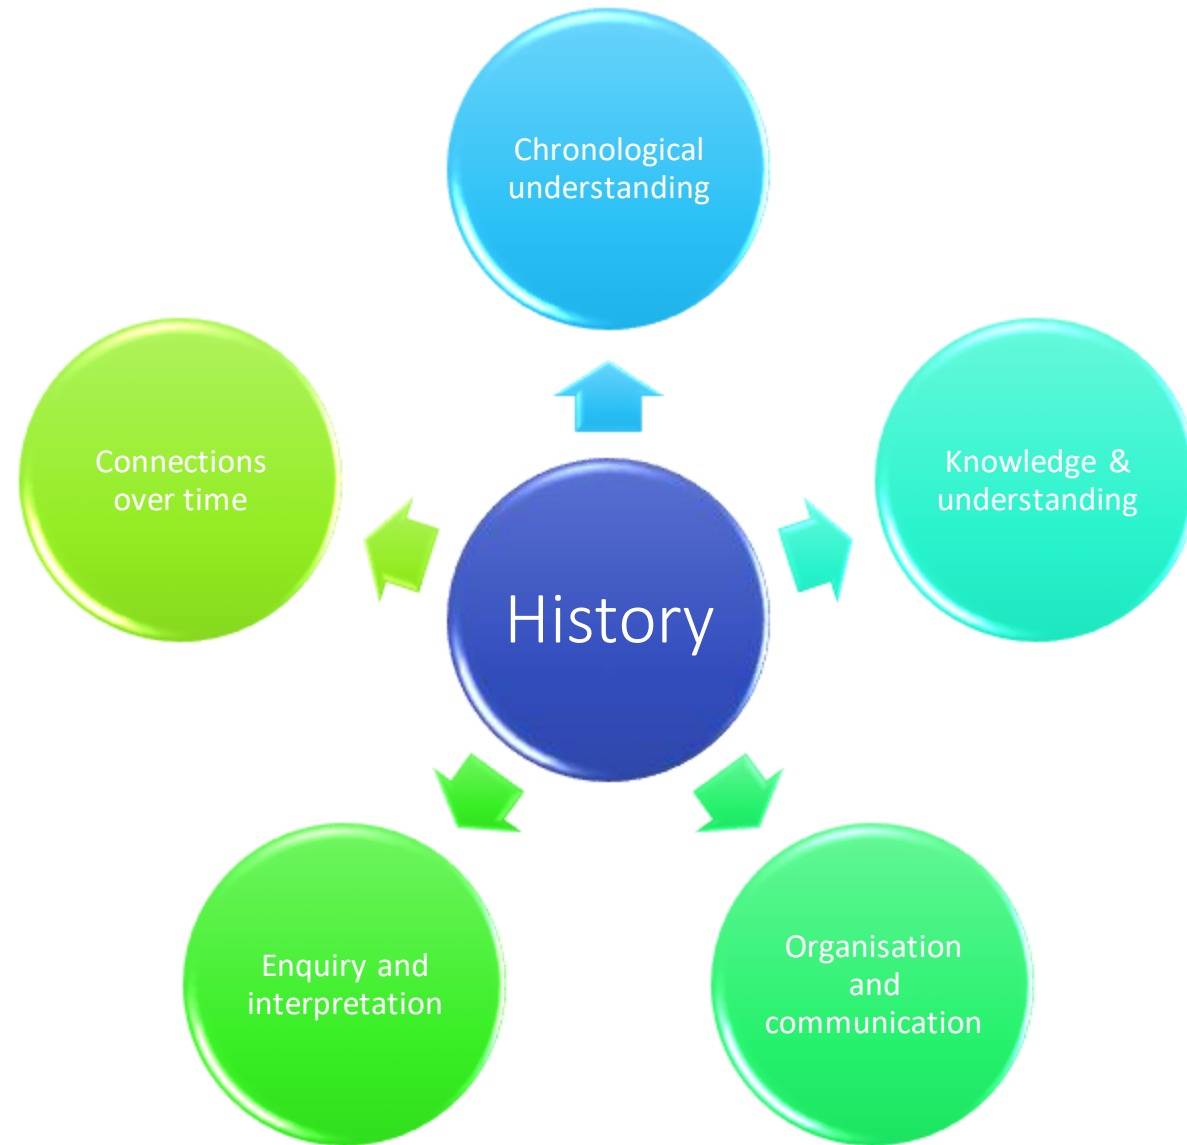 Chronological
understanding
Connections
over time
Knowledge &
understanding
History
Enquiry and
interpretation
Organisation
and
communication